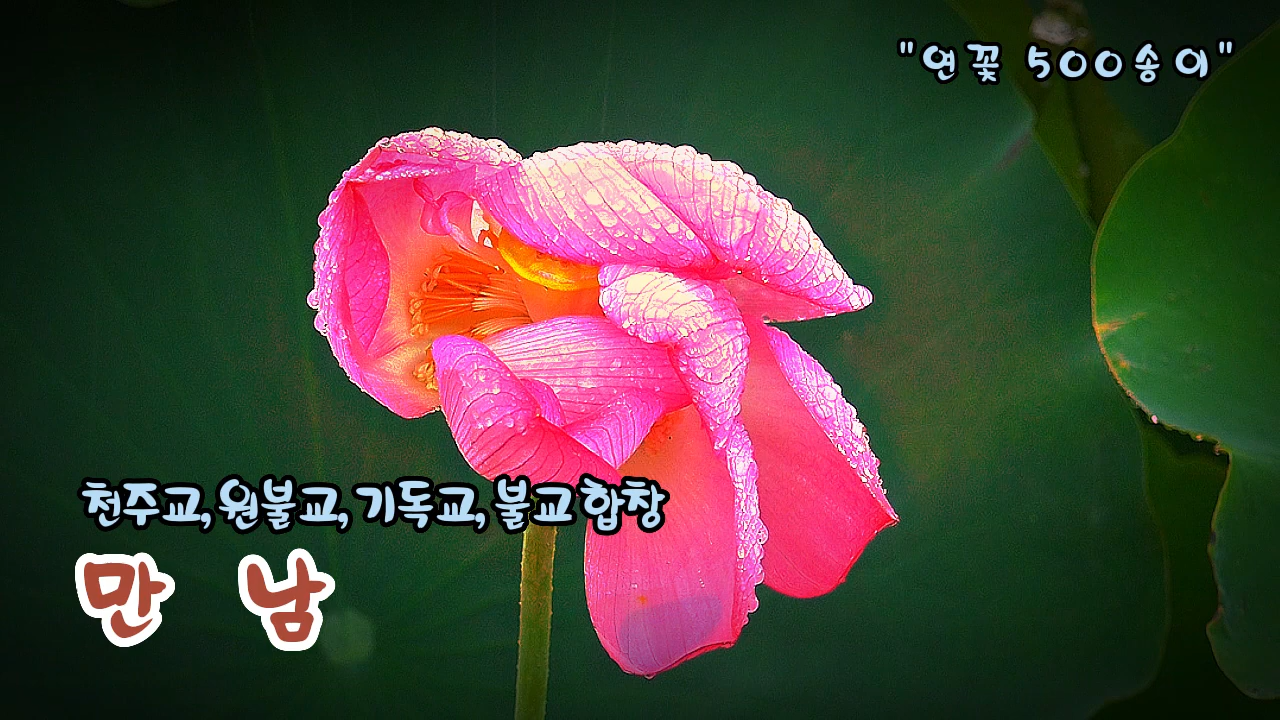 "연꽃 500송이"
천주교, 원불교, 기독교, 불교 합창
만 남